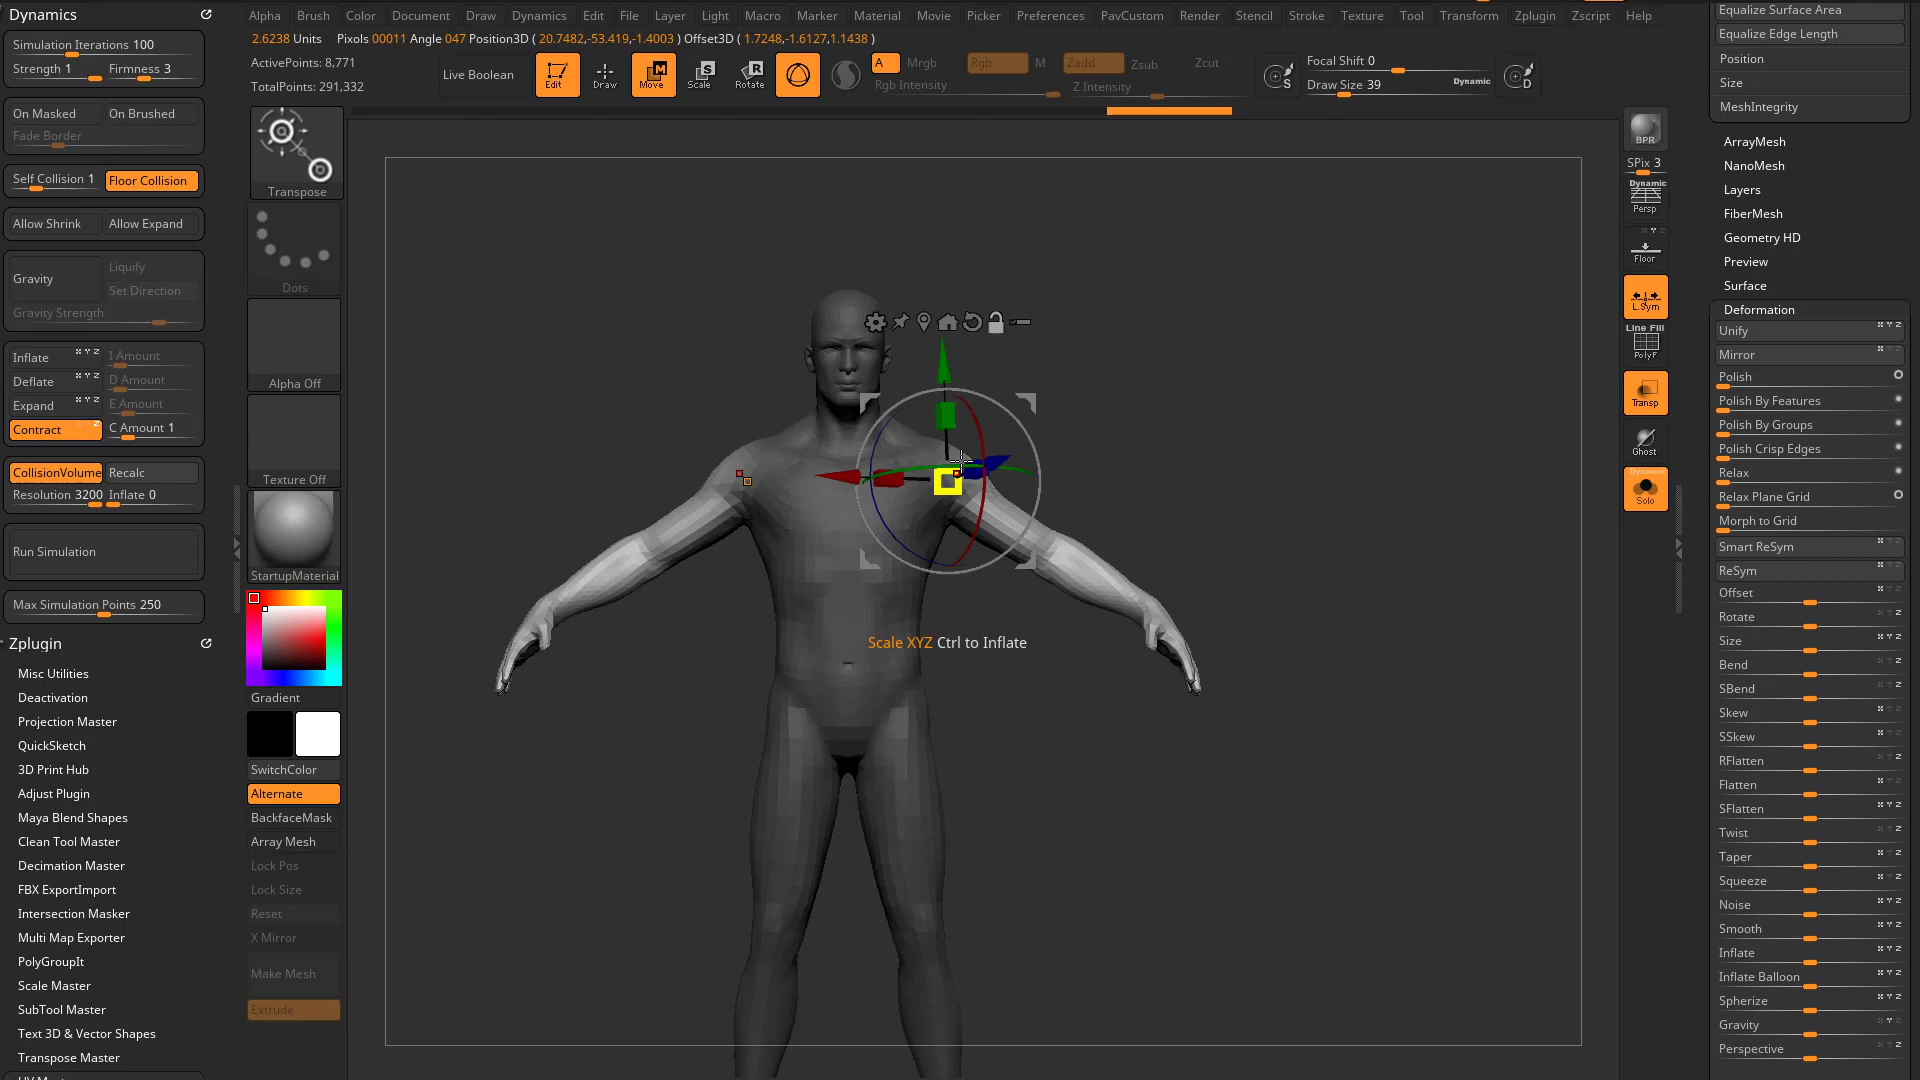 Dynamics
Alpha Brush Color Document Draw Dynamics Edit File Layer Light Macro Marker Material Movie Picker Preferences PavCustom Render Stencil Stroke Texture Tool Transform Zplugin Zscript Help
2.6238 Units Pixols 00011 Angle 047 Position3D ( 20.7482,-53.419,-1.4003 ) Offset3D ( 1.7248,-1.6127,1.1438 )
ActivePoints: 8,771
TotalPoints: 291,332
Live Boolean
Edit
Draw
Move
Scale
Rotate
A Mrgb Rgb M Zadd Zsub Zcut
Rgb Intensity Z Intensity
Focal Shift 0
Draw Size 39 Dynamic
Simulation Iterations 100
Strength 1 Firmness 3
On Masked On Brushed
Fade Border
Self Collision 1 Floor Collision
Allow Shrink Allow Expand
Gravity Liquify
Set Direction
Gravity Strength
Inflate I Amount
Deflate D Amount
Expand E Amount
Contract C Amount 1
CollisionVolume Recalc
Resolution 3200 Inflate 0
Run Simulation
Max Simulation Points 250
Zplugin
Misc Utilities
Deactivation
Projection Master
QuickSketch
3D Print Hub
Adjust Plugin
Maya Blend Shapes
Clean Tool Master
Decimation Master
FBX ExportImport
Intersection Masker
Multi Map Exporter
PolyGroupIt
Scale Master
SubTool Master
Text 3D & Vector Shapes
Transpose Master
Transpose
Dots
Alpha Off
Texture Off
StartupMaterial
Gradient
SwitchColor
Alternate
BackfaceMask
Array Mesh
Lock Pos
Lock Size
Reset
X Mirror
Make Mesh
Extrude
Scale XYZ Ctrl to Inflate
BPR
SPix 3
Dynamic
Persp
Floor
L.Sym
Line Fill
PolyF
Transp
Ghost
Dynamic
Solo
Equalize Surface Area
Equalize Edge Length
Position
Size
MeshIntegrity
ArrayMesh
NanoMesh
Layers
FiberMesh
Geometry HD
Preview
Surface
Deformation
Unify
Mirror
Polish
Polish By Features
Polish By Groups
Polish Crisp Edges
Relax
Relax Plane Grid
Morph to Grid
Smart ReSym
ReSym
Offset
Rotate
Size
Bend
SBend
Skew
SSkew
RFlatten
Flatten
SFlatten
Twist
Taper
Squeeze
Noise
Smooth
Inflate
Inflate Balloon
Spherize
Gravity
Perspective